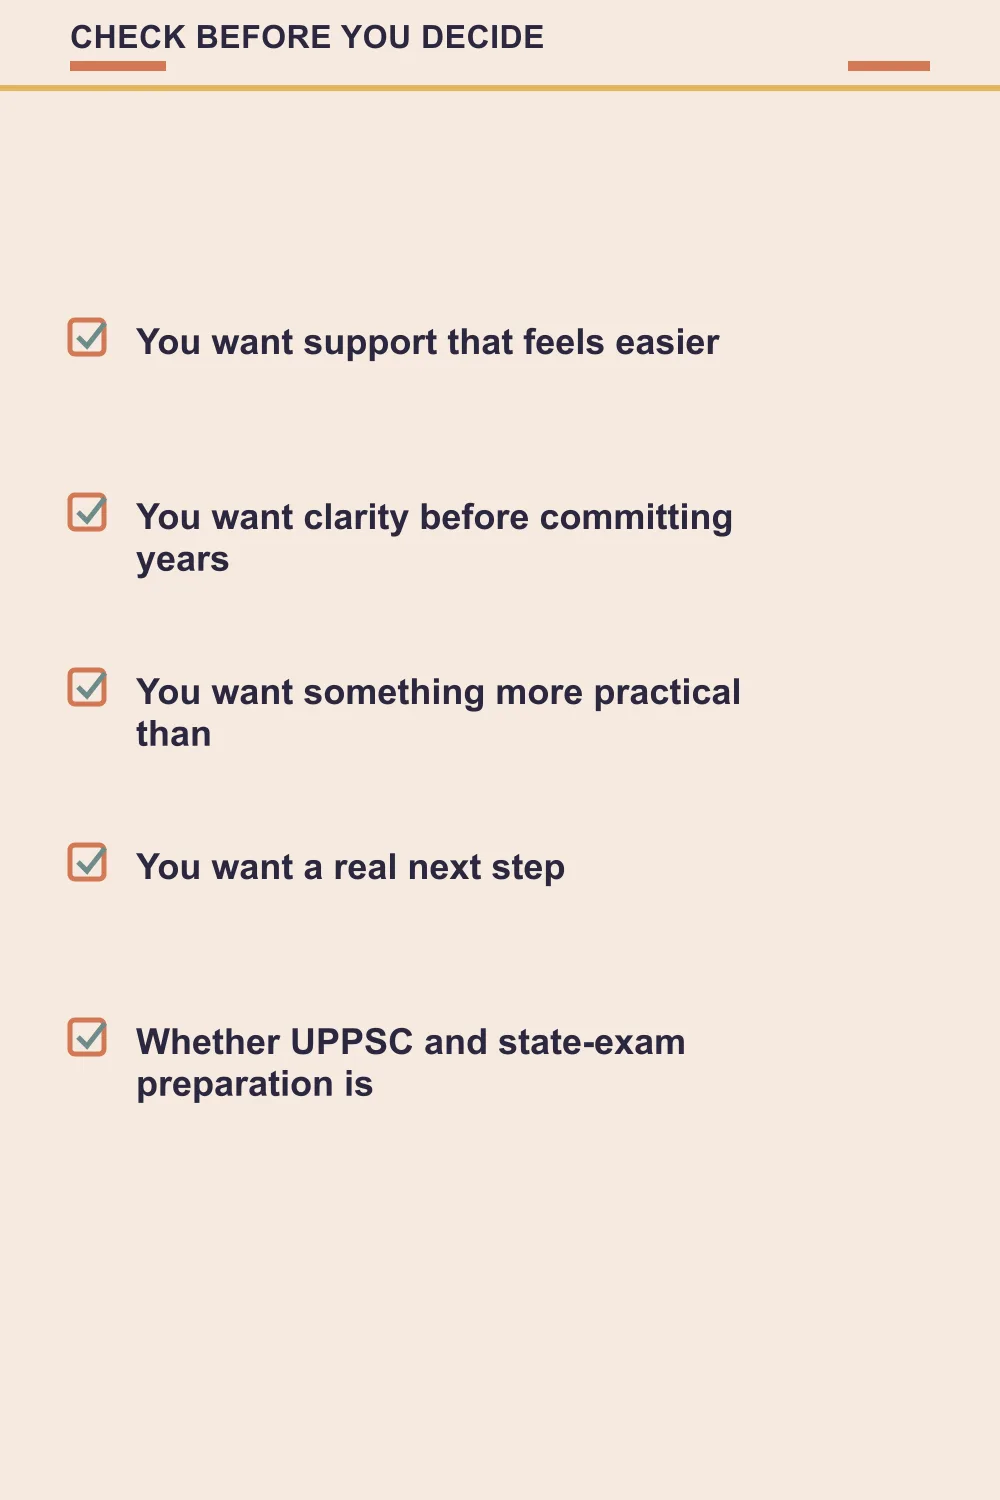 CHECK BEFORE YOU DECIDE
You want support that feels easier
You want clarity before committing
years
You want something more practical
than
You want a real next step
Whether UPPSC and state-exam
preparation is